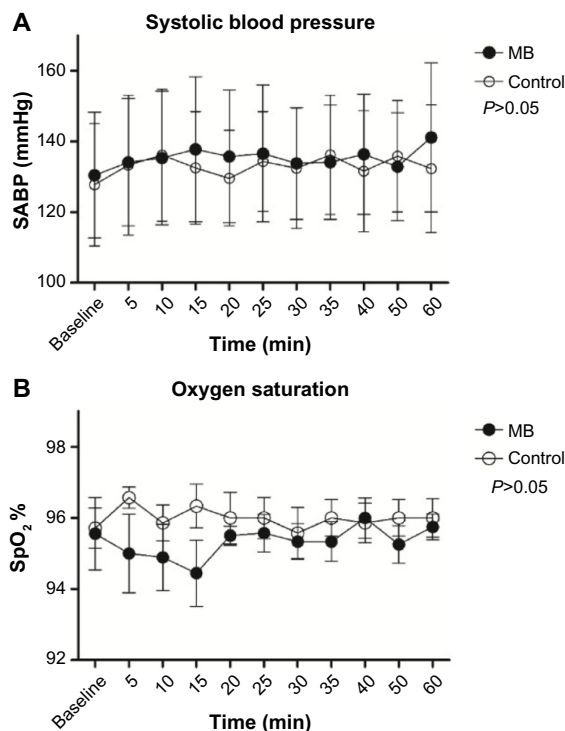 A
Systolic blood pressure
MB
Control
P>0.05
SABP (mmHg)
160
140
120
100
Baseline
5
10
15
20
25
30
35
40
50
60
Time (min)
B
Oxygen saturation
MB
Control
P>0.05
SpO₂ %
98
96
94
92
Baseline
5
10
15
20
25
30
35
40
50
60
Time (min)